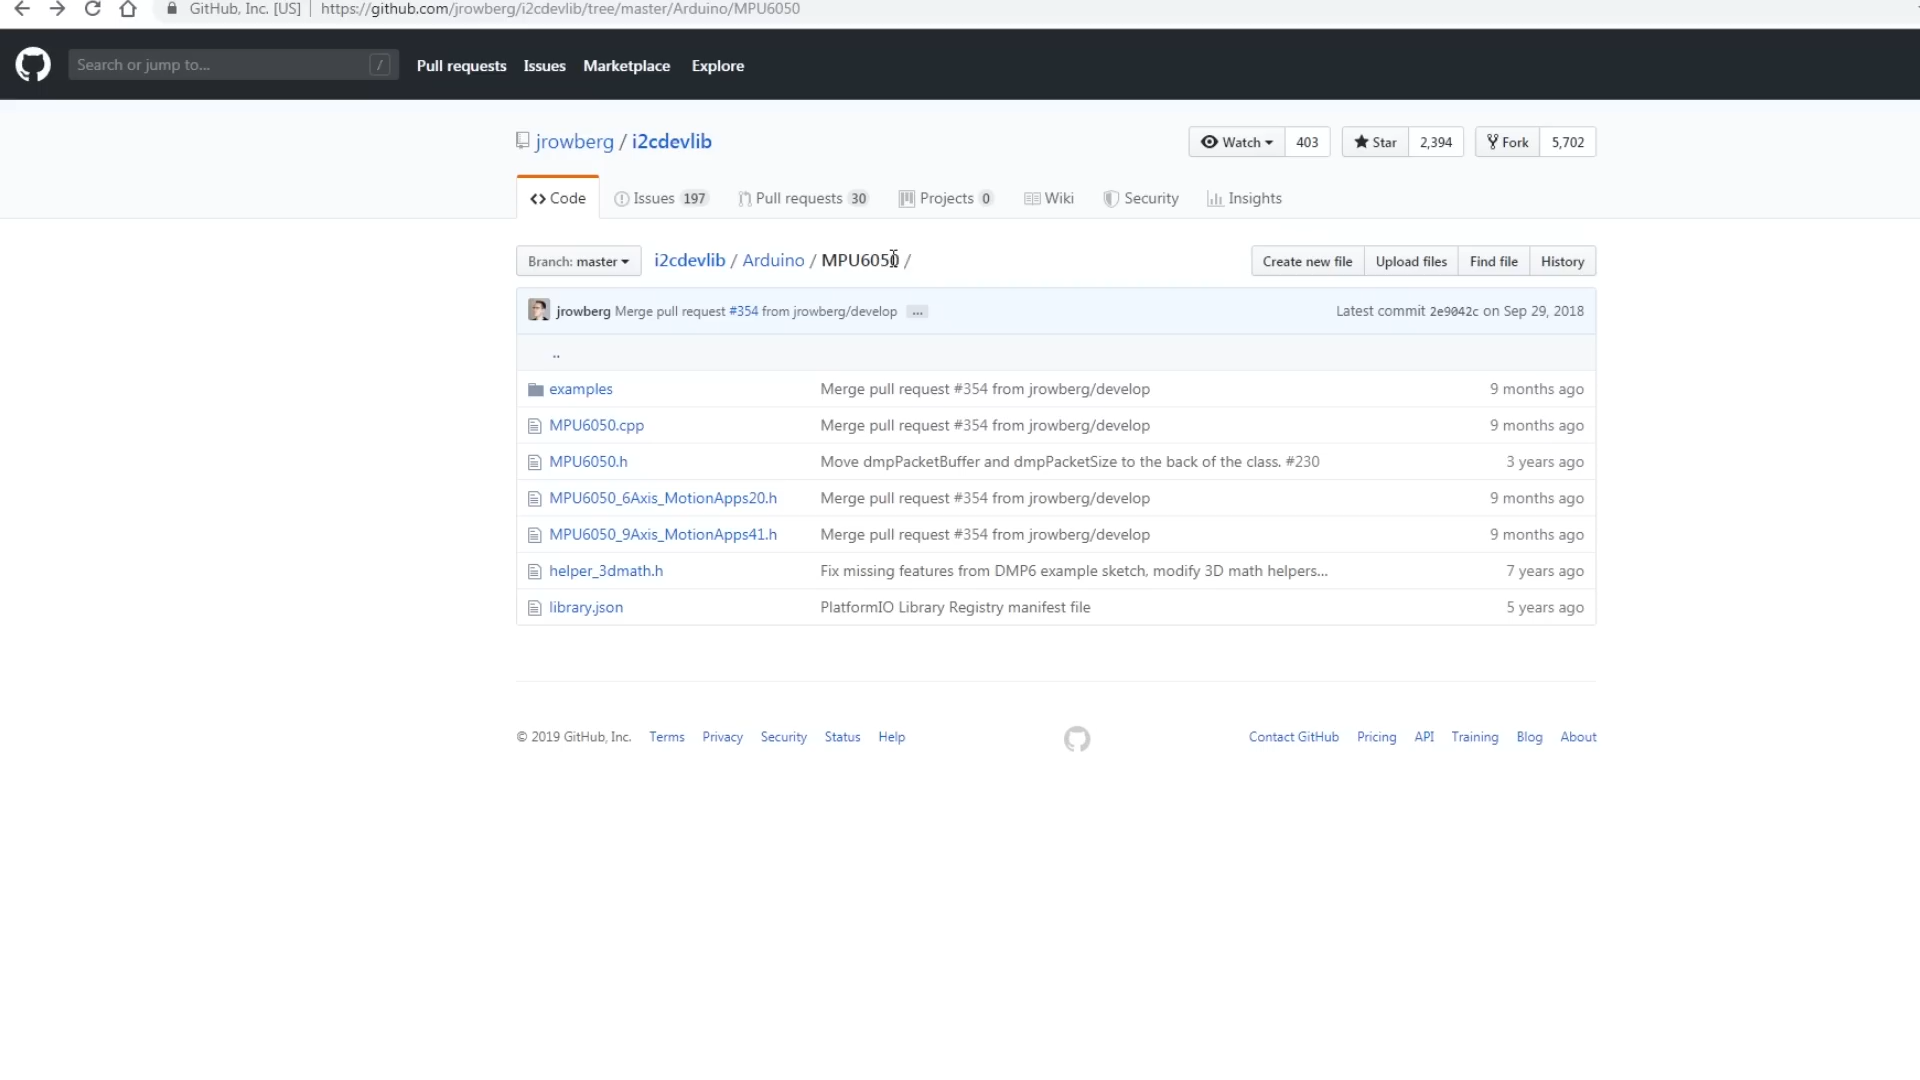 GitHub, Inc. [US] https://github.com/jrowberg/i2cdevlib/tree/master/Arduino/MPU6050
Search or jump to... / Pull requests Issues Marketplace Explore
jrowberg / i2cdevlib Watch 403 Star 2,394 Fork 5,702
Code Issues 197 Pull requests 30 Projects 0 Wiki Security Insights
Branch: master i2cdevlib / Arduino / MPU6050 / Create new file Upload files Find file History
jrowberg Merge pull request #354 from jrowberg/develop ... Latest commit 2e9042c on Sep 29, 2018
..
examples Merge pull request #354 from jrowberg/develop 9 months ago
MPU6050.cpp Merge pull request #354 from jrowberg/develop 9 months ago
MPU6050.h Move dmpPacketBuffer and dmpPacketSize to the back of the class. #230 3 years ago
MPU6050_6Axis_MotionApps20.h Merge pull request #354 from jrowberg/develop 9 months ago
MPU6050_9Axis_MotionApps41.h Merge pull request #354 from jrowberg/develop 9 months ago
helper_3dmath.h Fix missing features from DMP6 example sketch, modify 3D math helpers... 7 years ago
library.json PlatformIO Library Registry manifest file 5 years ago
© 2019 GitHub, Inc. Terms Privacy Security Status Help Contact GitHub Pricing API Training Blog About